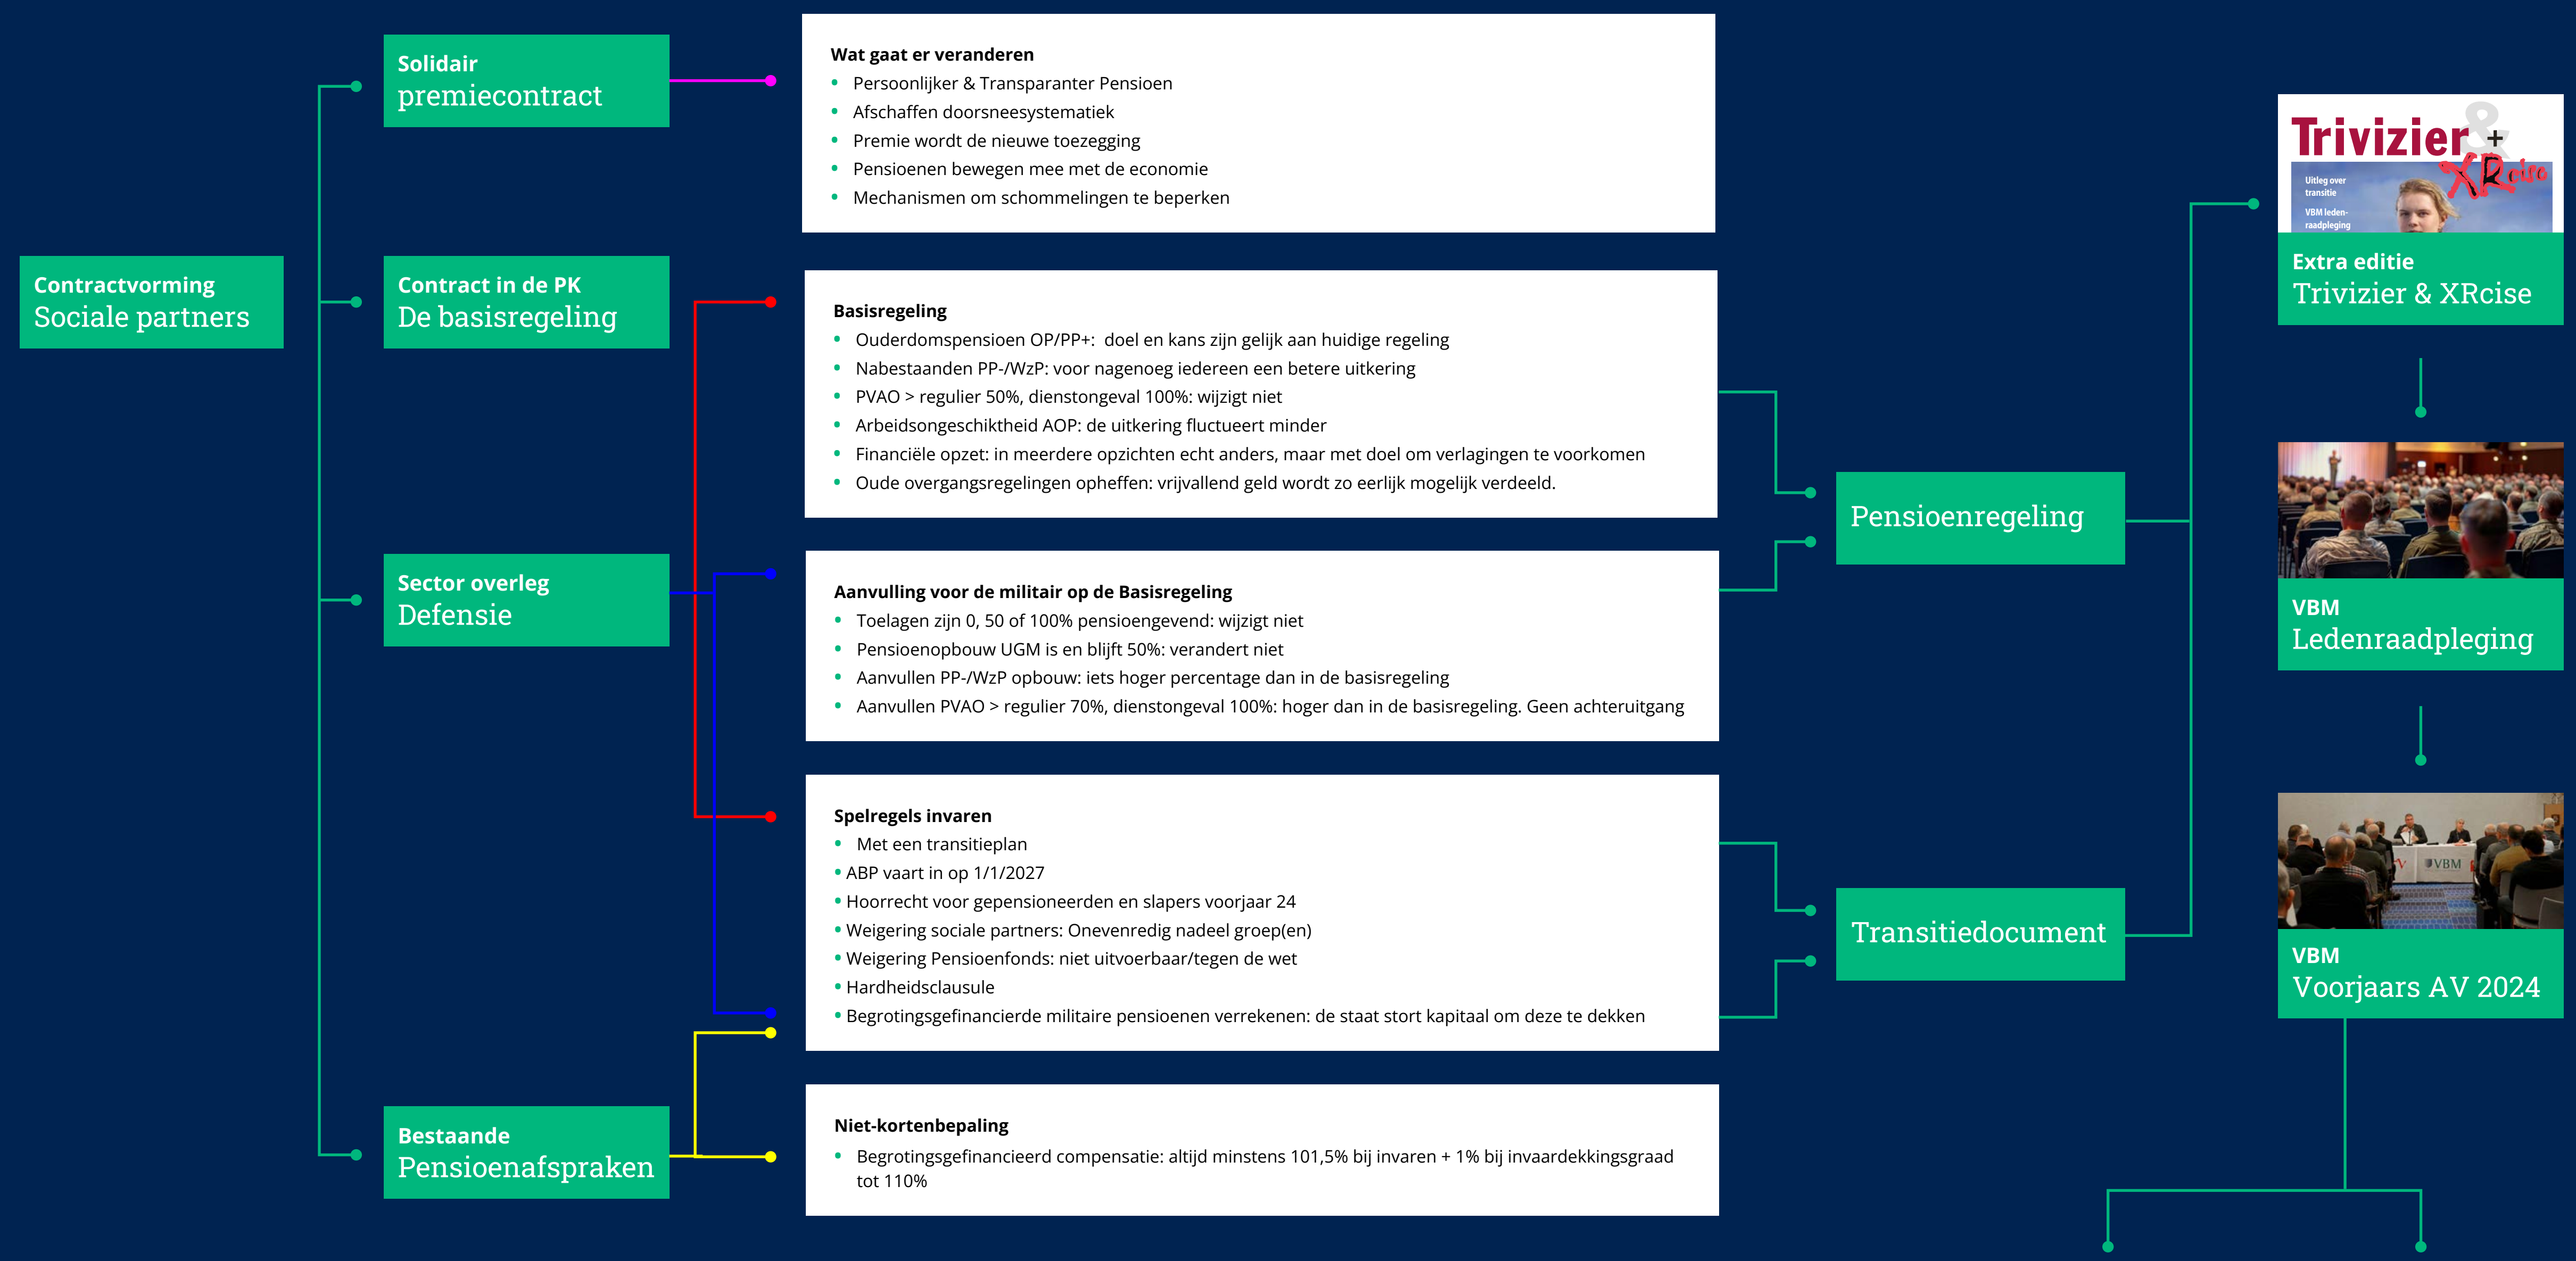 Contractvorming
Sociale partners
Solidair
premiecontract
Contract in de PK
De basisregeling
Sector overleg
Defensie
Bestaande
Pensioenafspraken
Wat gaat er veranderen
• Persoonlijker & Transparanter Pensioen
• Afschaffen doorsneesystematiek
• Premie wordt de nieuwe toezegging
• Pensioenen bewegen mee met de economie
• Mechanismen om schommelingen te beperken
Basisregeling
• Ouderdomspensioen OP/PP+: doel en kans zijn gelijk aan huidige regeling
• Nabestaanden PP-/WzP: voor nagenoeg iedereen een betere uitkering
• PVAO > regulier 50%, dienstongeval 100%: wijzigt niet
• Arbeidsongeschiktheid AOP: de uitkering fluctueert minder
• Financiële opzet: in meerdere opzichten echt anders, maar met doel om verlagingen te voorkomen
• Oude overgangsregelingen opheffen: vrijvallend geld wordt zo eerlijk mogelijk verdeeld.
Aanvulling voor de militair op de Basisregeling
• Toelagen zijn 0, 50 of 100% pensioengevend: wijzigt niet
• Pensioenopbouw UGM is en blijft 50%: verandert niet
• Aanvullen PP-/WzP opbouw: iets hoger percentage dan in de basisregeling
• Aanvullen PVAO > regulier 70%, dienstongeval 100%: hoger dan in de basisregeling. Geen achteruitgang
Spelregels invaren
• Met een transitieplan
• ABP vaart in op 1/1/2027
• Hoorrecht voor gepensioneerden en slapers voorjaar 24
• Weigering sociale partners: Onevenredig nadeel groep(en)
• Weigering Pensioenfonds: niet uitvoerbaar/tegen de wet
• Hardheidsclausule
• Begrotingsgefinancierde militaire pensioenen verrekenen: de staat stort kapitaal om deze te dekken
Niet-kortenbepaling
• Begrotingsgefinancieerd compensatie: altijd minstens 101,5% bij invaren + 1% bij invaardekkingsgraad
tot 110%
Pensioenregeling
Transitiedocument
Trivizier & +
XRcise
Uitleg over
transitie
VBM leden-
raadpleging
Extra editie
Trivizier & XRcise
VBM
Ledenraadpleging
VBM
VBM
Voorjaars AV 2024